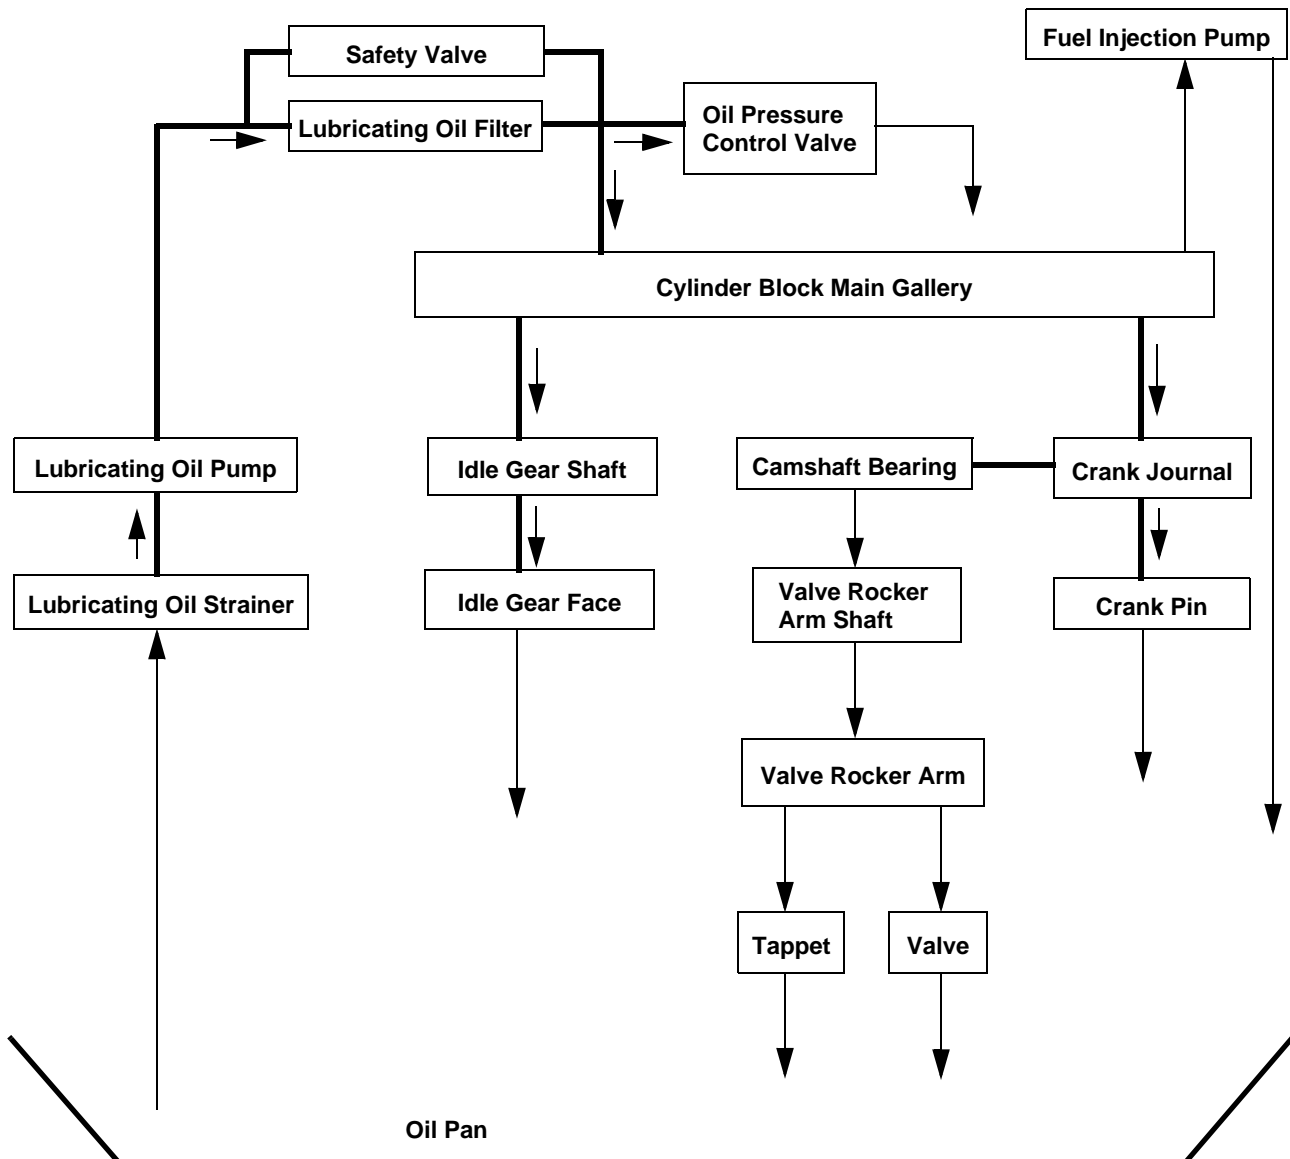 Fuel Injection Pump
Safety Valve
Lubricating Oil Filter
Oil Pressure
Control Valve
Cylinder Block Main Gallery
Lubricating Oil Pump
Idle Gear Shaft
Camshaft Bearing
Crank Journal
Lubricating Oil Strainer
Idle Gear Face
Valve Rocker
Arm Shaft
Crank Pin
Valve Rocker Arm
Tappet
Valve
Oil Pan